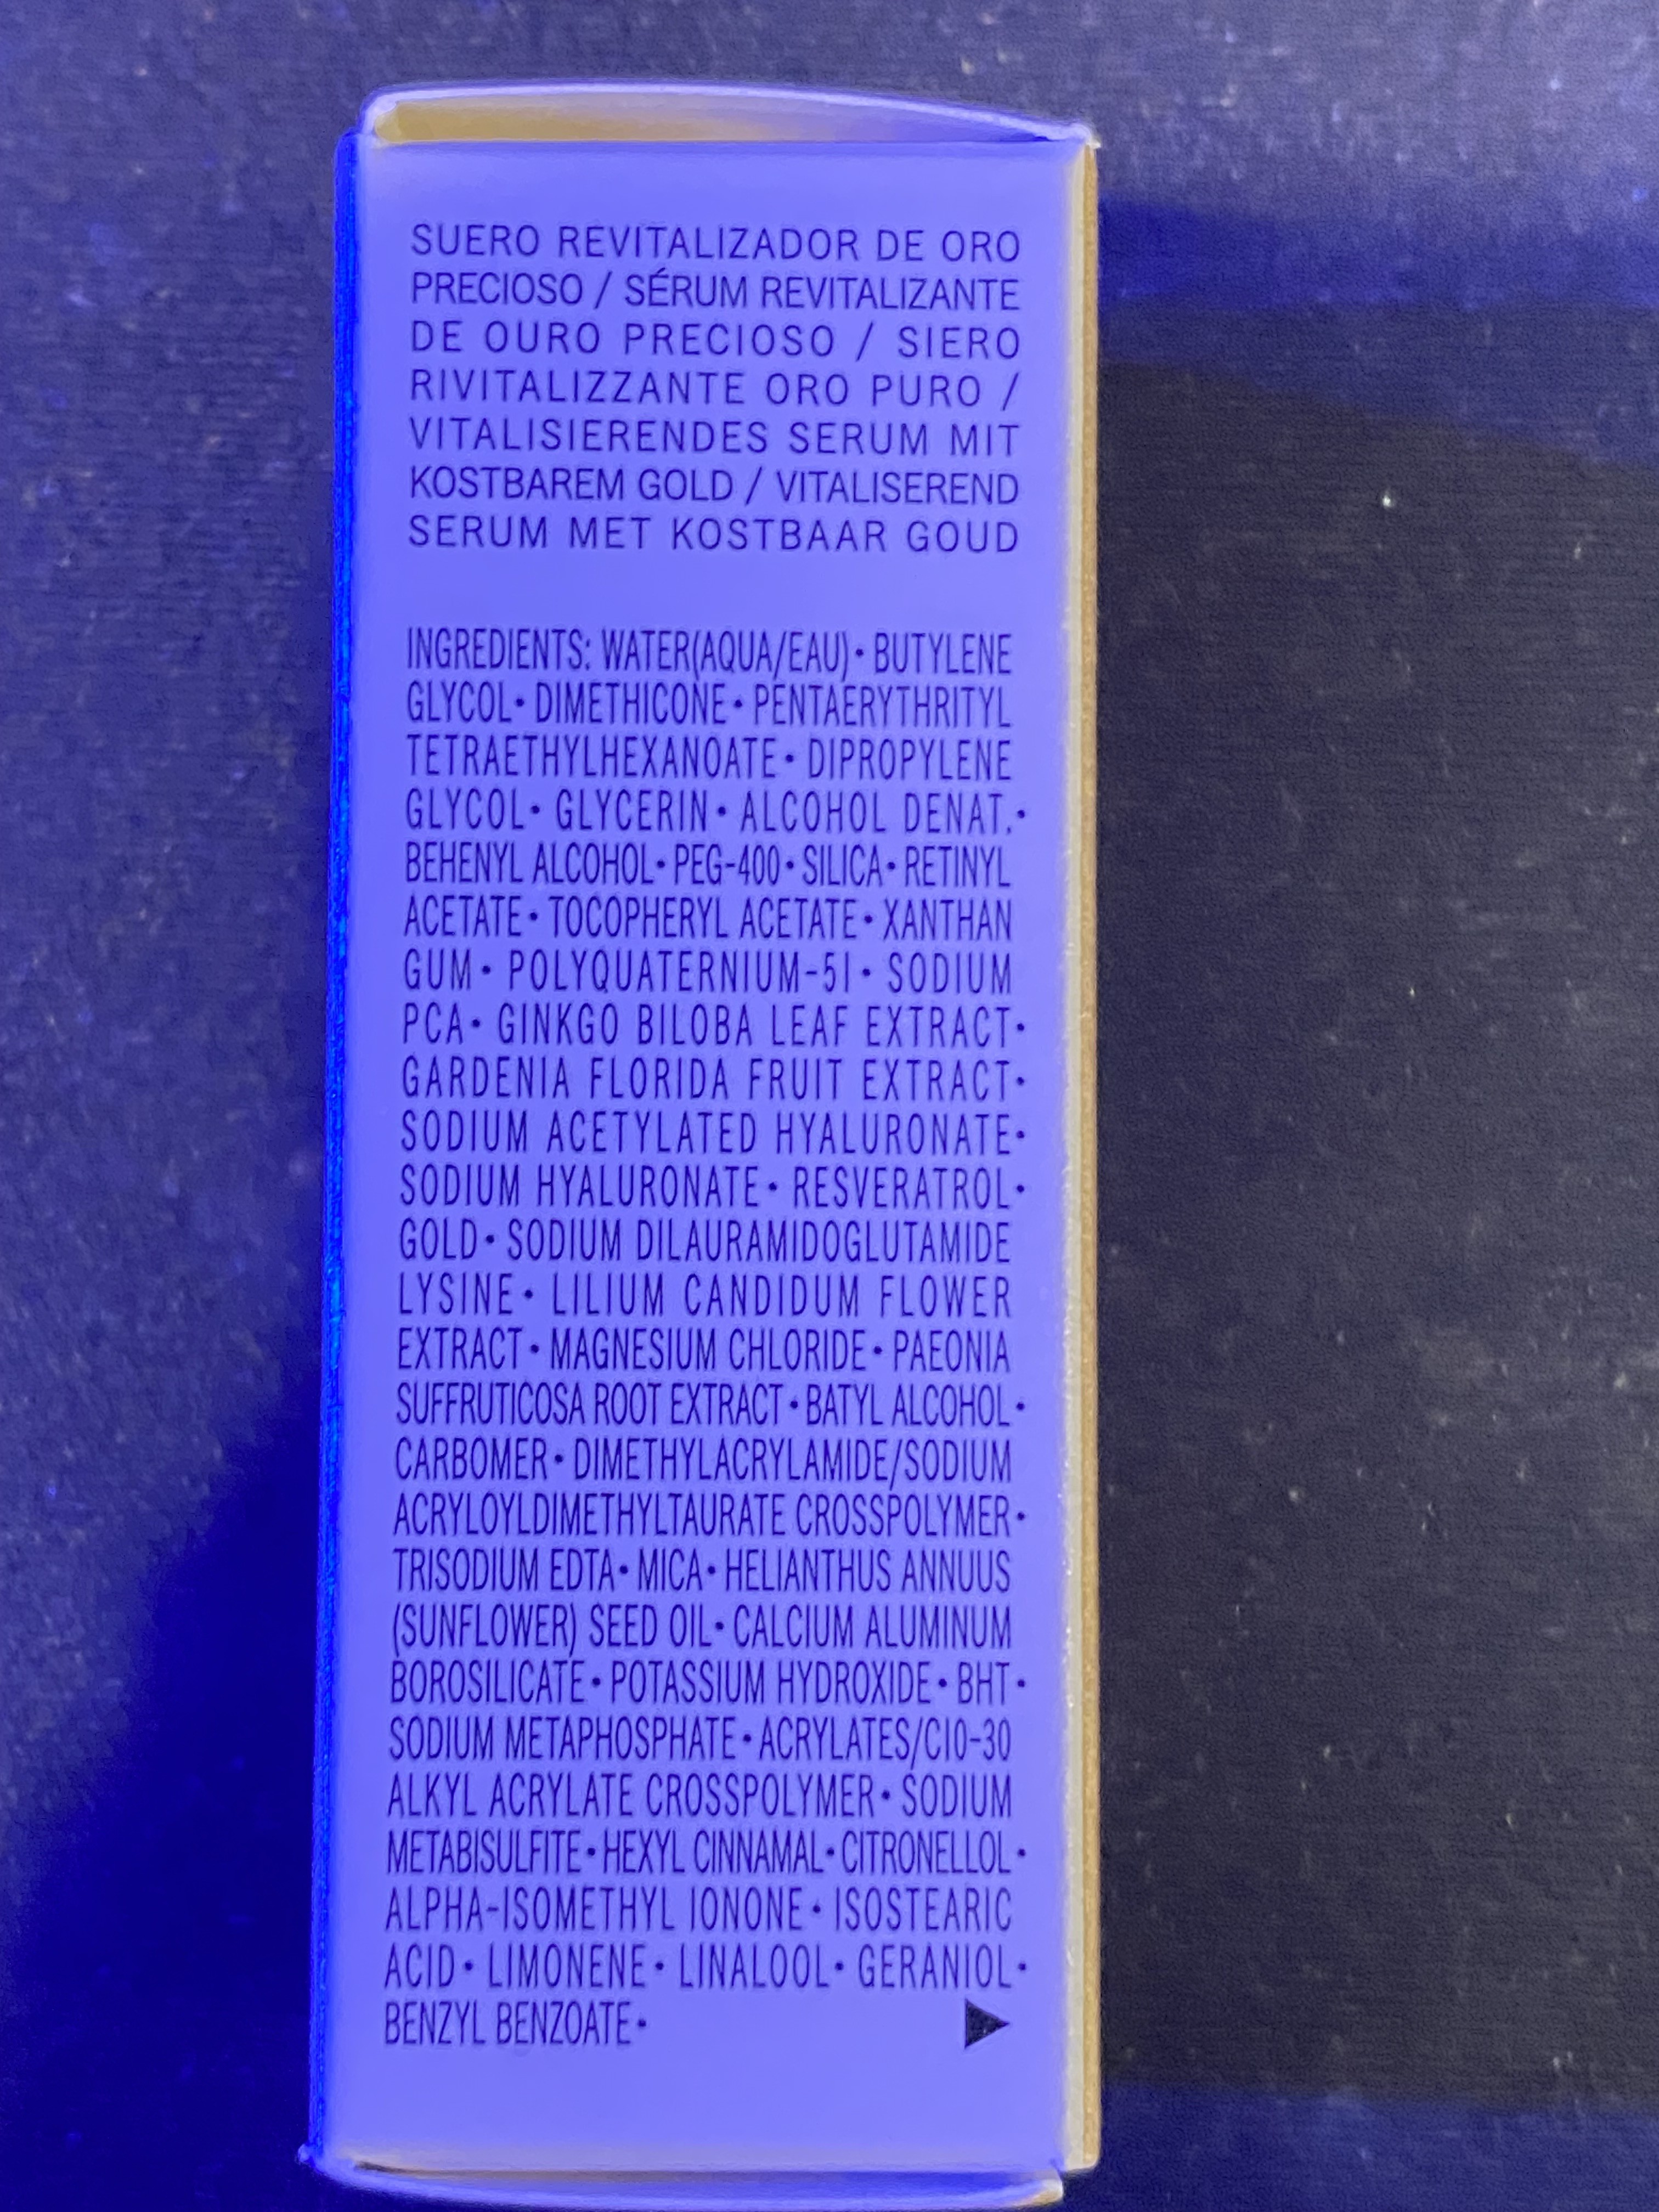 SUERO REVITALIZADOR DE ORO
PRECIOSO / SÉRUM REVITALIZANTE
DE OURO PRECIOSO / SIERO
RIVITALIZZANTE ORO PURO /
VITALISIERENDES SERUM MIT
KOSTBAREM GOLD / VITALISEREND
SERUM MET KOSTBAAR GOUD
INGREDIENTS: WATER(AQUA/EAU)• BUTYLENE
GLYCOL• DIMETHICONE• PENTAERYTHRITYL
TETRAETHYLHEXANOATE• DIPROPYLENE
GLYCOL• GLYCERIN• ALCOHOL DENAT.•
BEHENYL ALCOHOL• PEG-400• SILICA• RETINYL
ACETATE• TOCOPHERYL ACETATE• XANTHAN
GUM• POLYQUATERNIUM-51• SODIUM
PCA• GINKGO BILOBA LEAF EXTRACT•
GARDENIA FLORIDA FRUIT EXTRACT•
SODIUM ACETYLATED HYALURONATE•
SODIUM HYALURONATE• RESVERATROL•
GOLD• SODIUM DILAURAMIDOGLUTAMIDE
LYSINE• LILIUM CANDIDUM FLOWER
EXTRACT• MAGNESIUM CHLORIDE• PAEONIA
SUFFRUTICOSA ROOT EXTRACT• BATYL ALCOHOL•
CARBOMER• DIMETHYLACRYLAMIDE/SODIUM
ACRYLOYLDIMETHYLTAURATE CROSSPOLYMER•
TRISODIUM EDTA• MICA• HELIANTHUS ANNUUS
(SUNFLOWER) SEED OIL• CALCIUM ALUMINUM
BOROSILICATE• POTASSIUM HYDROXIDE• BHT•
SODIUM METAPHOSPHATE• ACRYLATES/C10-30
ALKYL ACRYLATE CROSSPOLYMER• SODIUM
METABISULFITE• HEXYL CINNAMAL• CITRONELLOL•
ALPHA-ISOMETHYL IONONE• ISOSTEARIC
ACID• LIMONENE• LINALOOL• GERANIOL•
BENZYL BENZOATE•